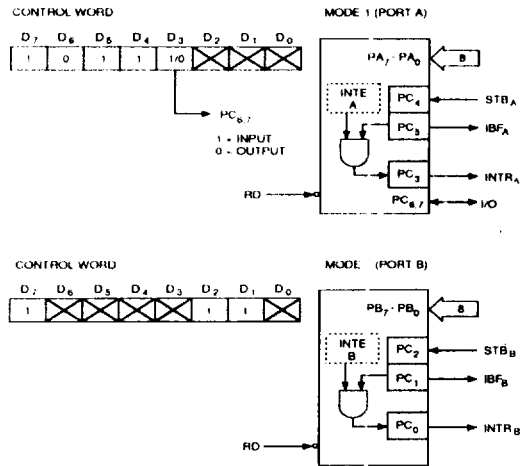 CONTROL WORD
D7 D6 D5 D4 D3 D2 D1 D0
1 0 1 1 1/0
PC6,7
1 = INPUT
0 = OUTPUT
MODE 1 (PORT A)
PA7 - PA0
8
INTE
A
PC4
STBA
PC5
IBFA
PC3
INTRA
RD
PC6,7
I/O
CONTROL WORD
D7 D6 D5 D4 D3 D2 D1 D0
1 1 1
MODE (PORT B)
PB7 - PB0
8
INTE
B
PC2
STBB
PC1
IBFB
PC0
INTRB
RD